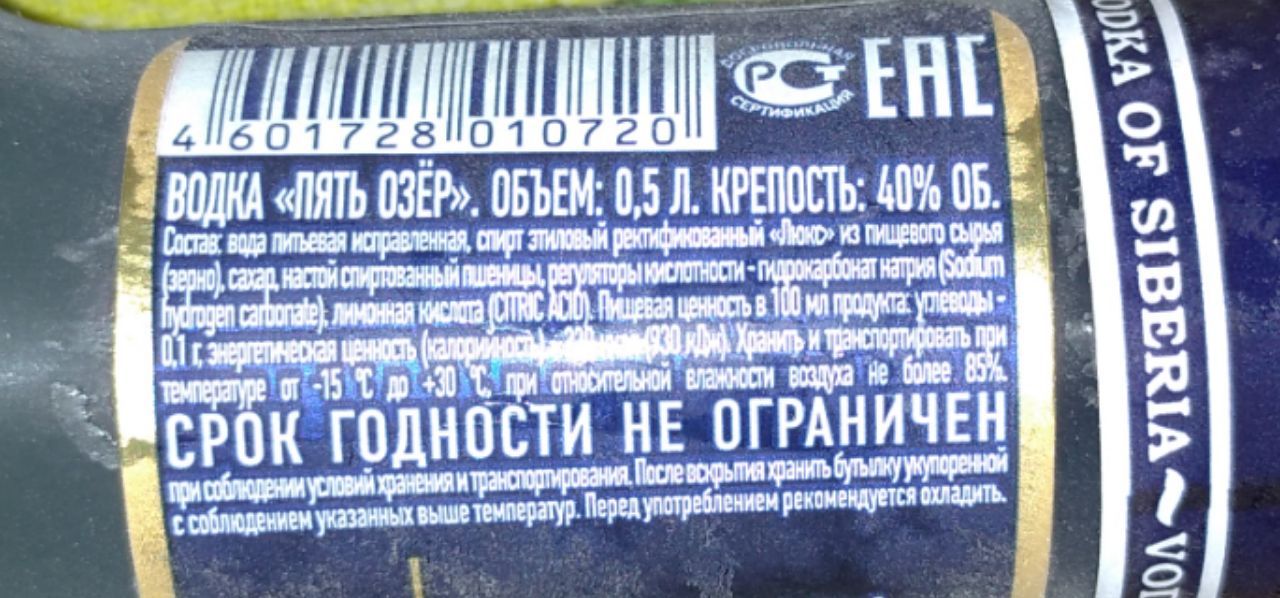 4 601728 010720
ДОБРОВОЛЬНАЯ
РСТ
СЕРТИФИКАЦИЯ
ЕАС
ВОДКА «ПЯТЬ ОЗЁР». ОБЪЕМ: 0,5 Л. КРЕПОСТЬ: 40% ОБ.
Состав: вода питьевая исправленная, спирт этиловый ректификованный «Люкс» из пищевого сырья
(зерно), сахар, настой спиртованный пшеницы, регуляторы кислотности - гидрокарбонат натрия (Sodium
hydrogen carbonate); лимонная кислота (CITRIC ACID). Пищевая ценность в 100 мл продукта: углеводы -
0,1 г, энергетическая ценность (калорийность) - (930 кДж). Хранить и транспортировать при
температуре от -15 °С до +30 °С, при относительной влажности воздуха не более 85%.
СРОК ГОДНОСТИ НЕ ОГРАНИЧЕН
при соблюдении условий хранения и транспортирования. После вскрытия хранить бутылку укупоренной
с соблюдением указанных выше температур. Перед употреблением рекомендуется охладить.
VODKA OF SIBERIA ~ VO